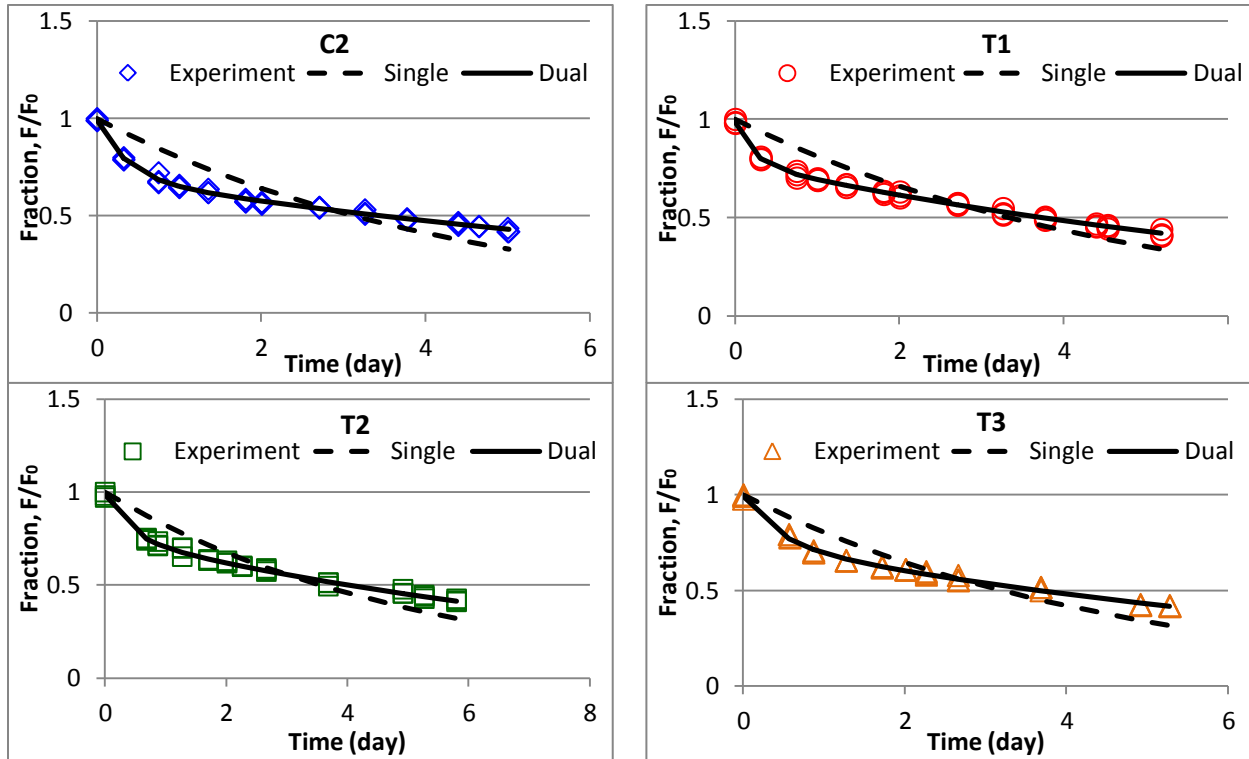 C2
Experiment Single Dual
Fraction, F/F₀
1.5
1
0.5
0
0 2 4 6
Time (day)
T1
Experiment Single Dual
Fraction, F/F₀
1.5
1
0.5
0
0 2 4 6
Time (day)
T2
Experiment Single Dual
Fraction, F/F₀
1.5
1
0.5
0
0 2 4 6 8
Time (day)
T3
Experiment Single Dual
Fraction, F/F₀
1.5
1
0.5
0
0 2 4 6
Time (day)